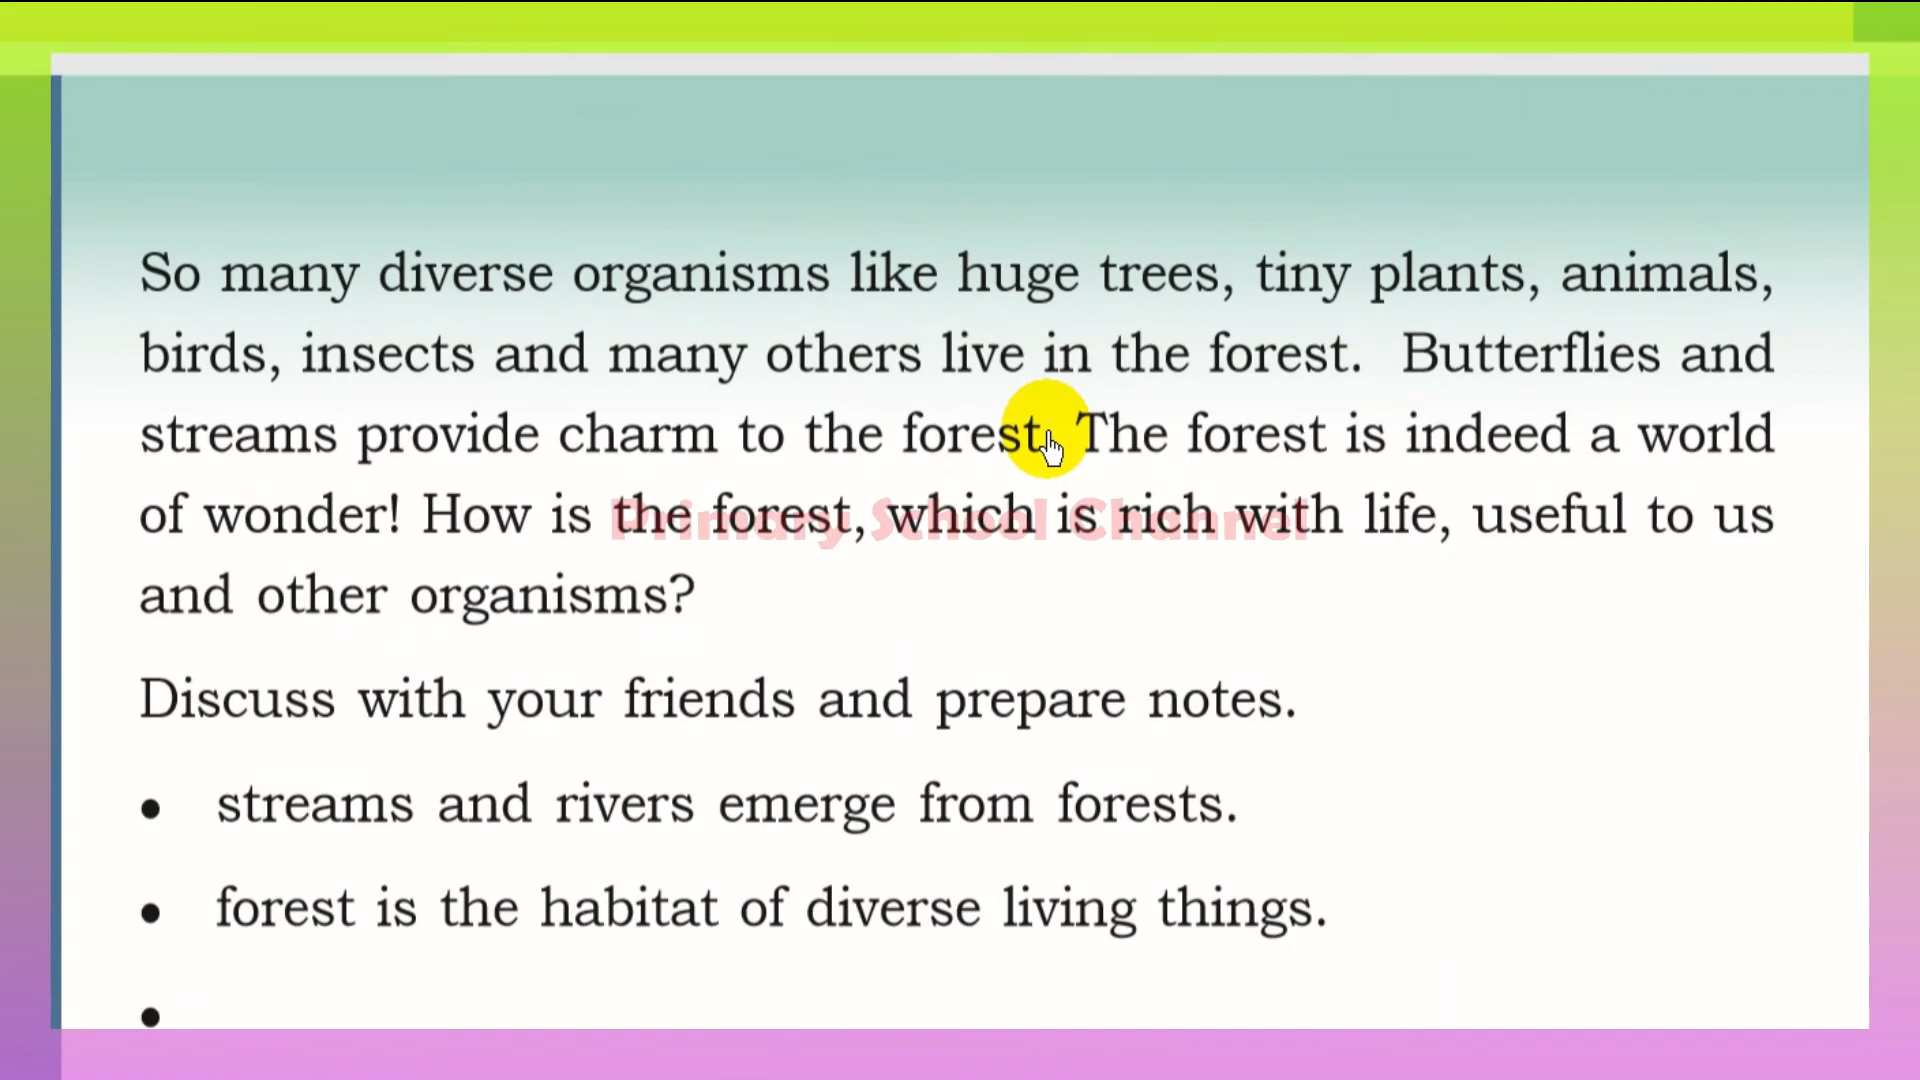 So many diverse organisms like huge trees, tiny plants, animals,
birds, insects and many others live in the forest. Butterflies and
streams provide charm to the forest. The forest is indeed a world
of wonder! How is the forest, which is rich with life, useful to us
Primary School Channel
and other organisms?
Discuss with your friends and prepare notes.
• streams and rivers emerge from forests.
• forest is the habitat of diverse living things.
•